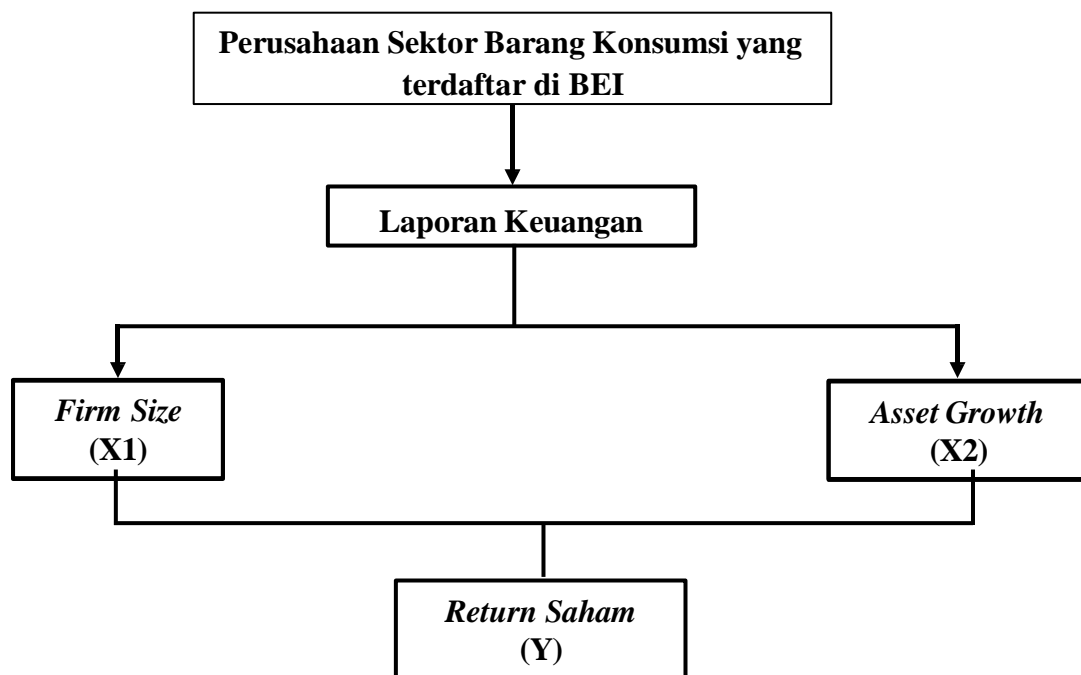 Perusahaan Sektor Barang Konsumsi yang
terdaftar di BEI
Laporan Keuangan
Firm Size
(X1)
Asset Growth
(X2)
Return Saham
(Y)